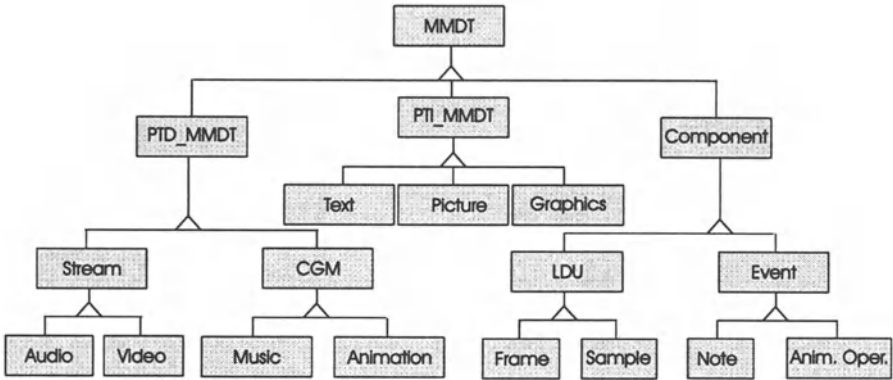 MMDT
PTD_MMDT
PTI_MMDT
Component
Text
Picture
Graphics
Stream
CGM
LDU
Event
Audio
Video
Music
Animation
Frame
Sample
Note
Anim. Oper.